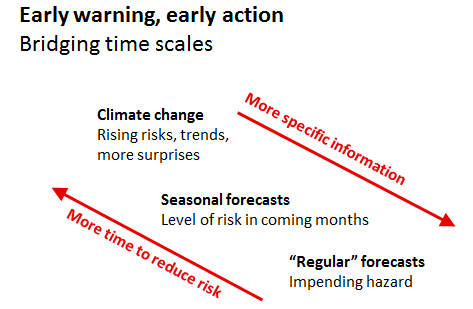 Early warning, early action
Bridging time scales
Climate change
Rising risks, trends,
more surprises
More specific information
Seasonal forecasts
Level of risk in coming months
More time to reduce risk
“Regular” forecasts
Impending hazard